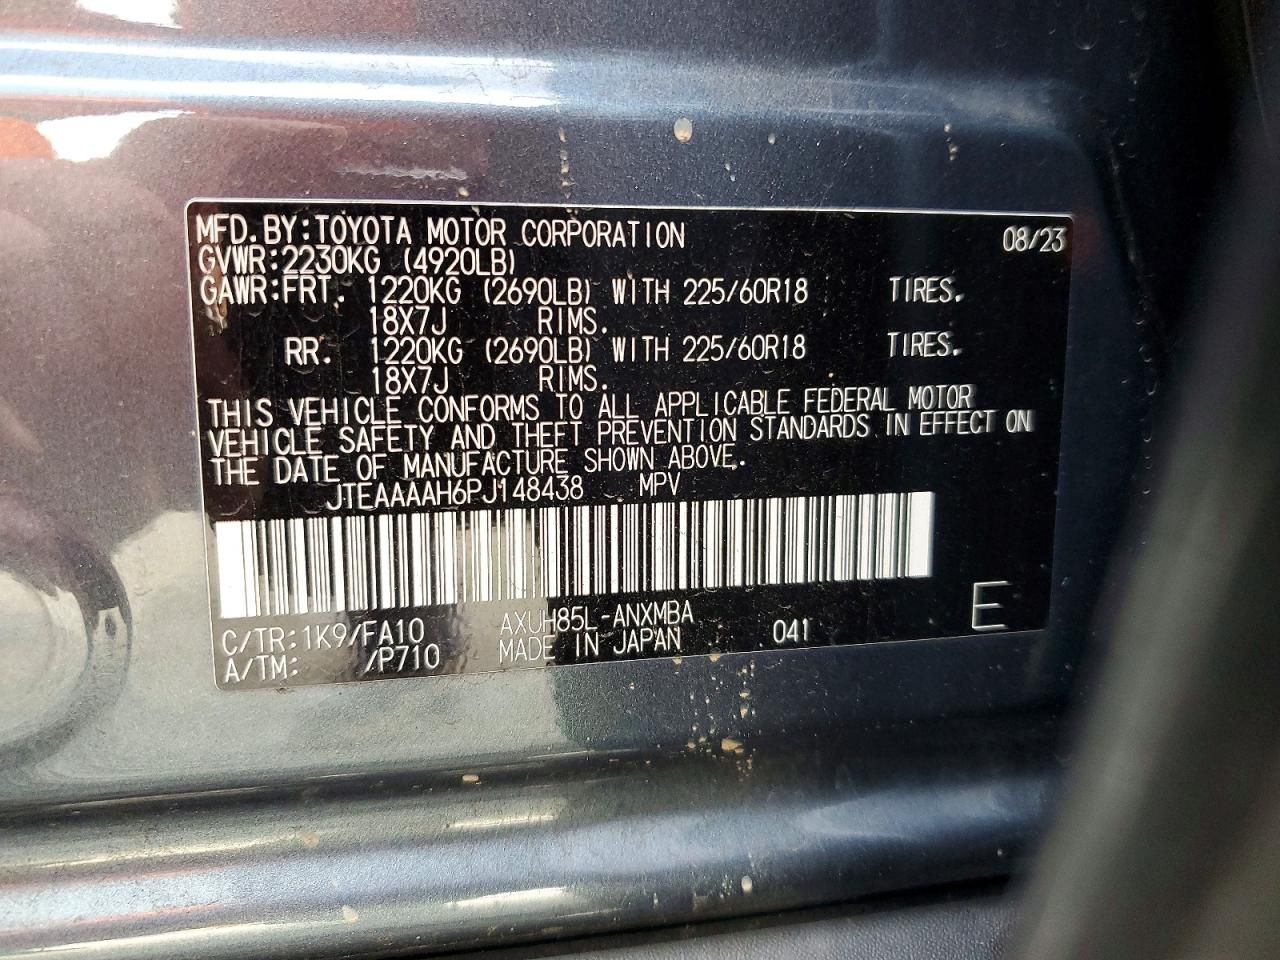 MFD.BY:TOYOTA MOTOR CORPORATION 08/23
GVWR:2230KG (4920LB)
GAWR:FRT. 1220KG (2690LB) WITH 225/60R18 TIRES.
18X7J RIMS.
RR. 1220KG (2690LB) WITH 225/60R18 TIRES.
18X7J RIMS.
THIS VEHICLE CONFORMS TO ALL APPLICABLE FEDERAL MOTOR
VEHICLE SAFETY AND THEFT PREVENTION STANDARDS IN EFFECT ON
THE DATE OF MANUFACTURE SHOWN ABOVE.
JTEAAAAH6PJ148438 MPV
C/TR:1K9/FA10 AXUH85L-ANXMBA
A/TM: /P710 MADE IN JAPAN 041 E